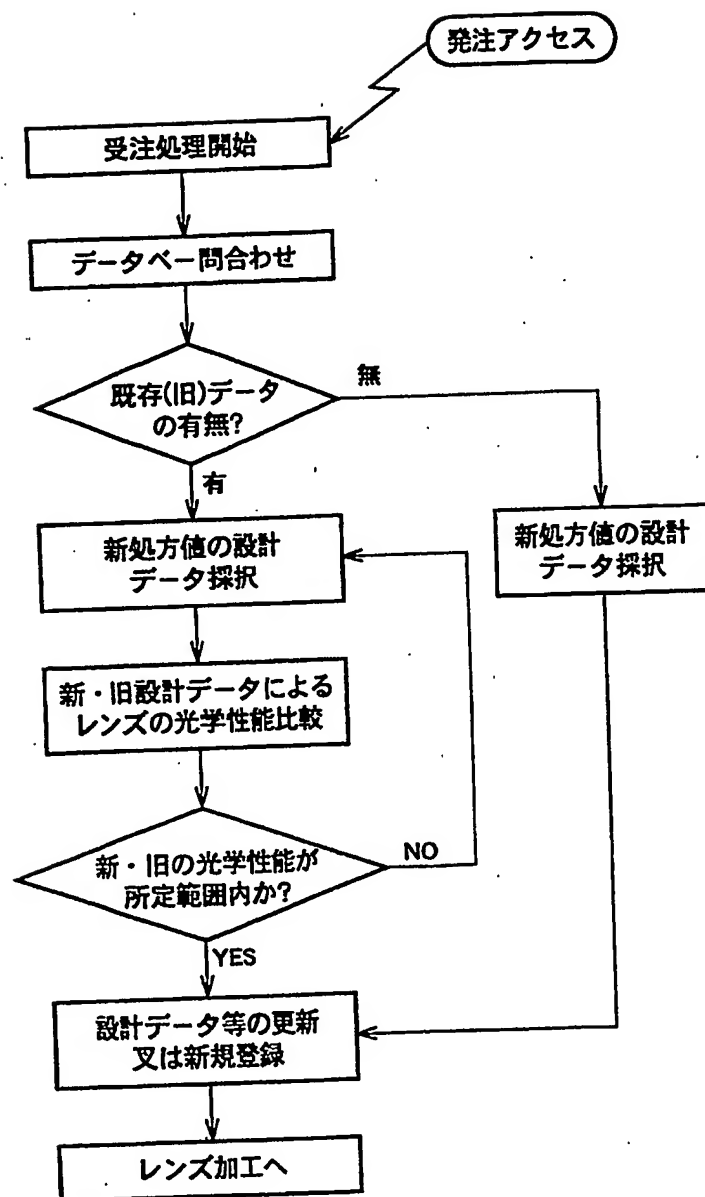 発注アクセス
受注処理開始
データベー問合わせ
既存(旧)データ
の有無?
無
有
新処方値の設計
データ採択
新処方値の設計
データ採択
新・旧設計データによる
レンズの光学性能比較
新・旧の光学性能が
所定範囲内か?
NO
YES
設計データ等の更新
叉は新規登録
レンズ加工へ